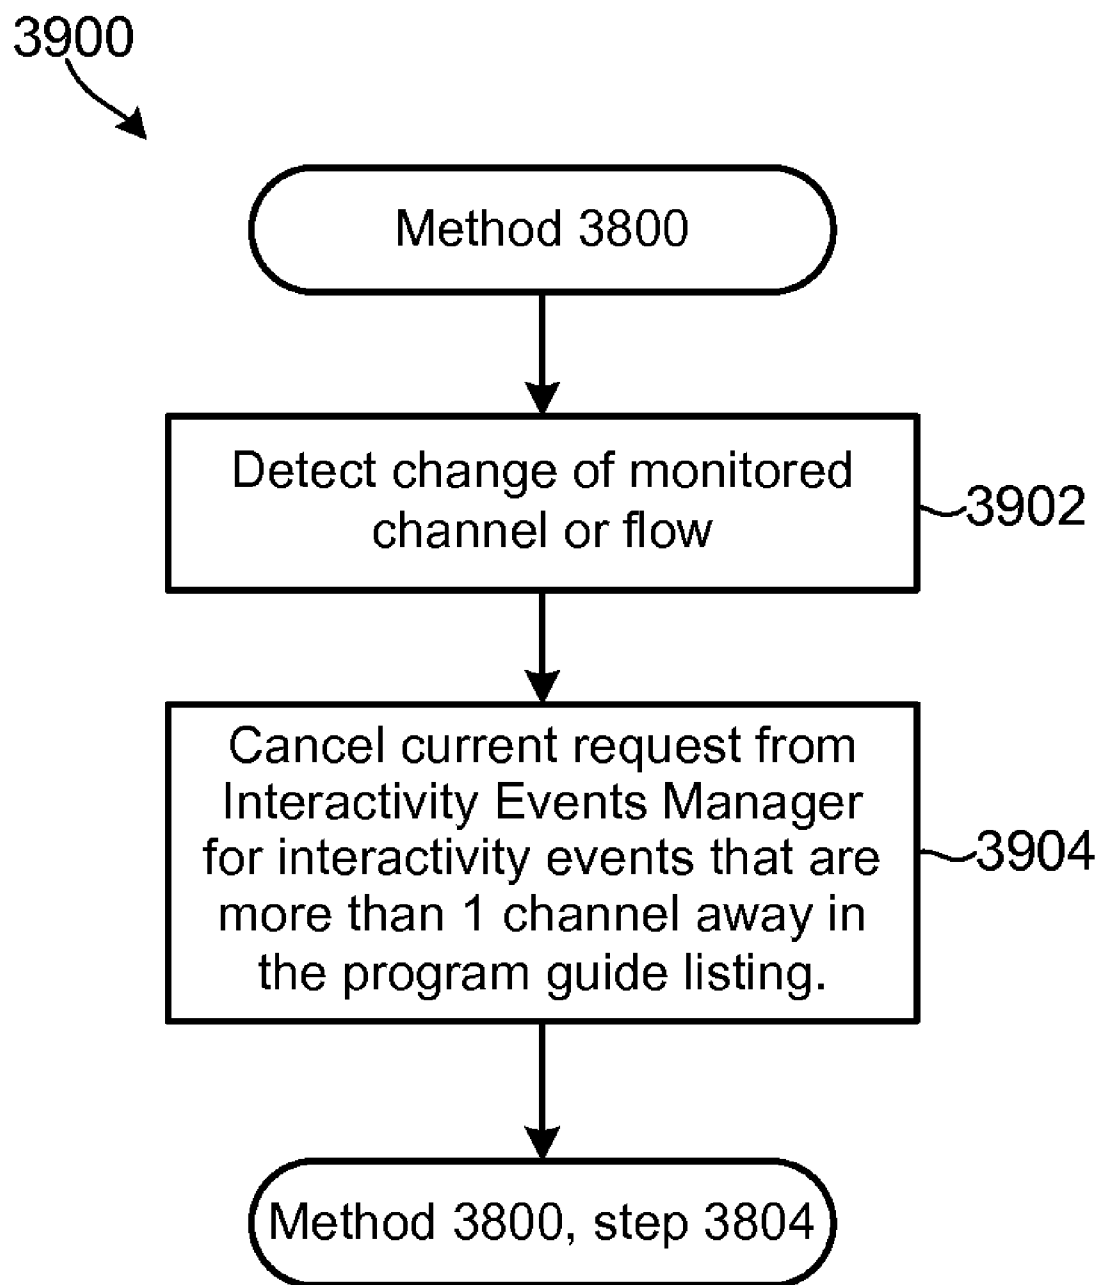 3900
Method 3800
Detect change of monitored
channel or flow
3902
Cancel current request from
Interactivity Events Manager
for interactivity events that are
more than 1 channel away in
the program guide listing.
3904
Method 3800, step 3804